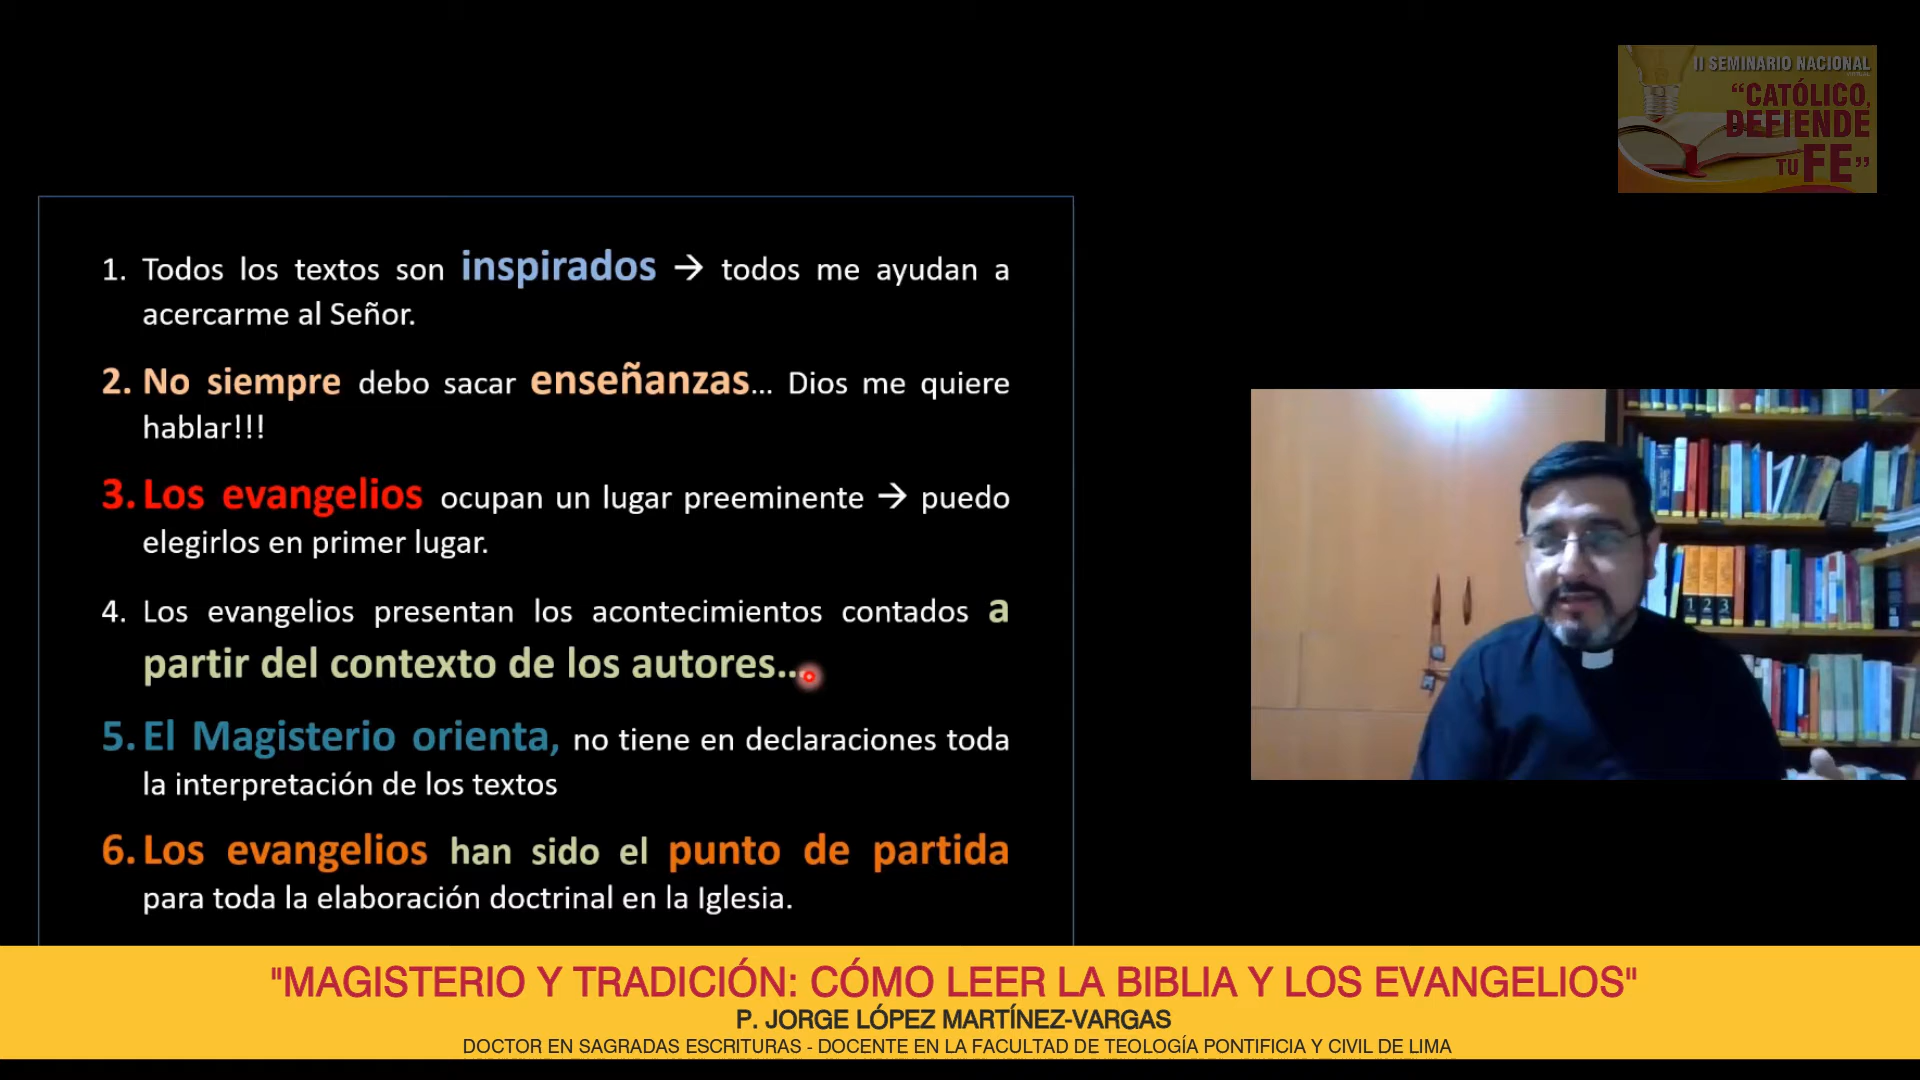 II SEMINARIO NACIONAL
“CATÓLICO,
DEFIENDE
TU FE”
1. Todos los textos son inspirados → todos me ayudan a
acercarme al Señor.
2. No siempre debo sacar enseñanzas... Dios me quiere
hablar!!!
3. Los evangelios ocupan un lugar preeminente → puedo
elegirlos en primer lugar.
4. Los evangelios presentan los acontecimientos contados a
partir del contexto de los autores...
5. El Magisterio orienta, no tiene en declaraciones toda
la interpretación de los textos
6. Los evangelios han sido el punto de partida
para toda la elaboración doctrinal en la Iglesia.
1 2 3
"MAGISTERIO Y TRADICIÓN: CÓMO LEER LA BIBLIA Y LOS EVANGELIOS"
P. JORGE LÓPEZ MARTÍNEZ-VARGAS
DOCTOR EN SAGRADAS ESCRITURAS - DOCENTE EN LA FACULTAD DE TEOLOGÍA PONTIFICIA Y CIVIL DE LIMA